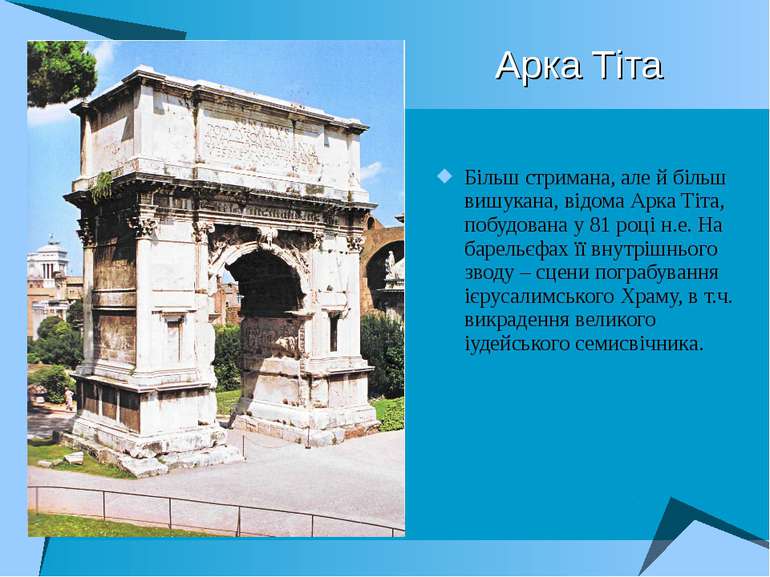 Арка Тіта
Більш стримана, але й більш
вишукана, відома Арка Тіта,
побудована у 81 році н.е. На
барельєфах її внутрішнього
зводу – сцени пограбування
ієрусалимського Храму, в т.ч.
викрадення великого
іудейського семисвічника.